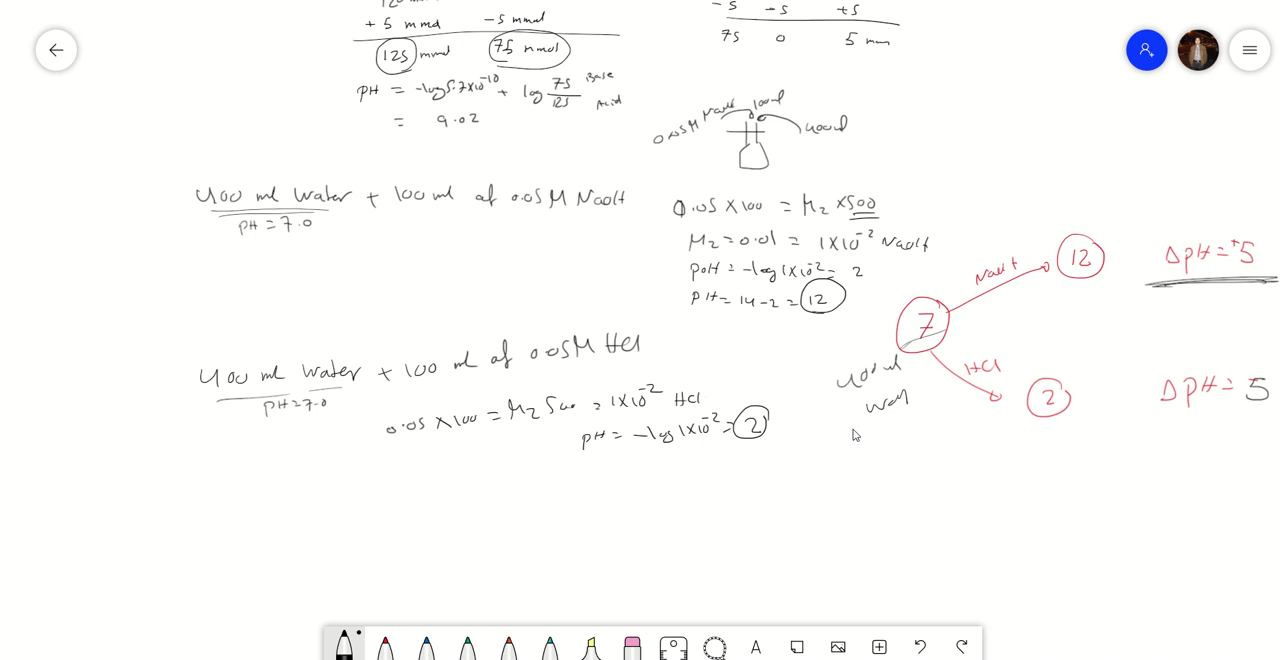 + 5 mmol   - 5 mmol
125 mmol   75 mmol
PH = -log 5.7x10⁻¹⁰ + log 75/125 Base Acid
= 9.02
- 5   - 5   + 5
75   0   5 mm
0.05M NaOH   100ml   400ml
400 ml Water + 100 ml of 0.05 M NaOH
PH = 7.0
0.05 x 100 = M₂ x 500
M₂ = 0.01 = 1x10⁻² NaOH
POH = -log 1x10⁻² = 2
PH = 14 - 2 = 12
400 ml Water + 100 ml of 0.05M HCl
PH = 7.0
0.05 x 100 = M₂ 500 = 1x10⁻² HCl
PH = -log 1x10⁻² = 2
7   NaOH   12   ΔPH = +5
HCl   2   ΔPH = 5
400 ml
A